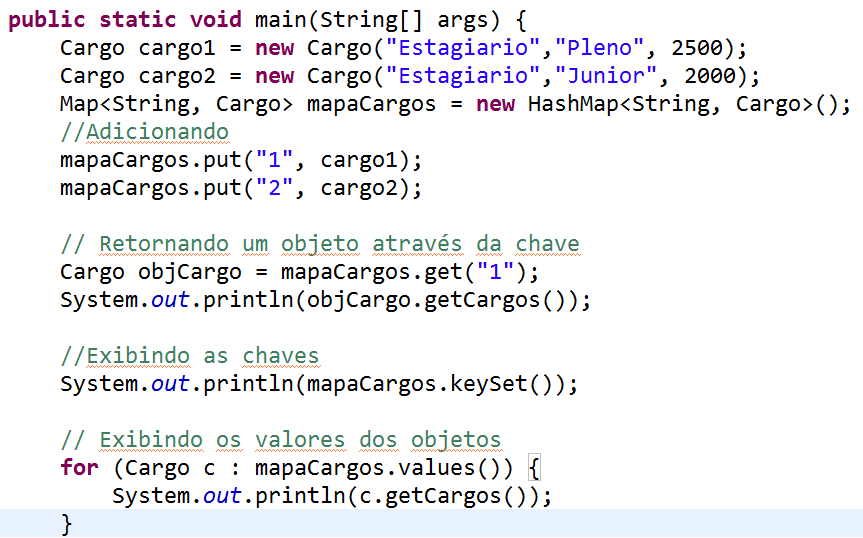 public static void main(String[] args) {
    Cargo cargo1 = new Cargo("Estagiario","Pleno", 2500);
    Cargo cargo2 = new Cargo("Estagiario","Junior", 2000);
    Map<String, Cargo> mapaCargos = new HashMap<String, Cargo>();
    //Adicionando
    mapaCargos.put("1", cargo1);
    mapaCargos.put("2", cargo2);
    // Retornando um objeto através da chave
    Cargo objCargo = mapaCargos.get("1");
    System.out.println(objCargo.getCargos());
    //Exibindo as chaves
    System.out.println(mapaCargos.keySet());
    // Exibindo os valores dos objetos
    for (Cargo c : mapaCargos.values()) {
        System.out.println(c.getCargos());
    }